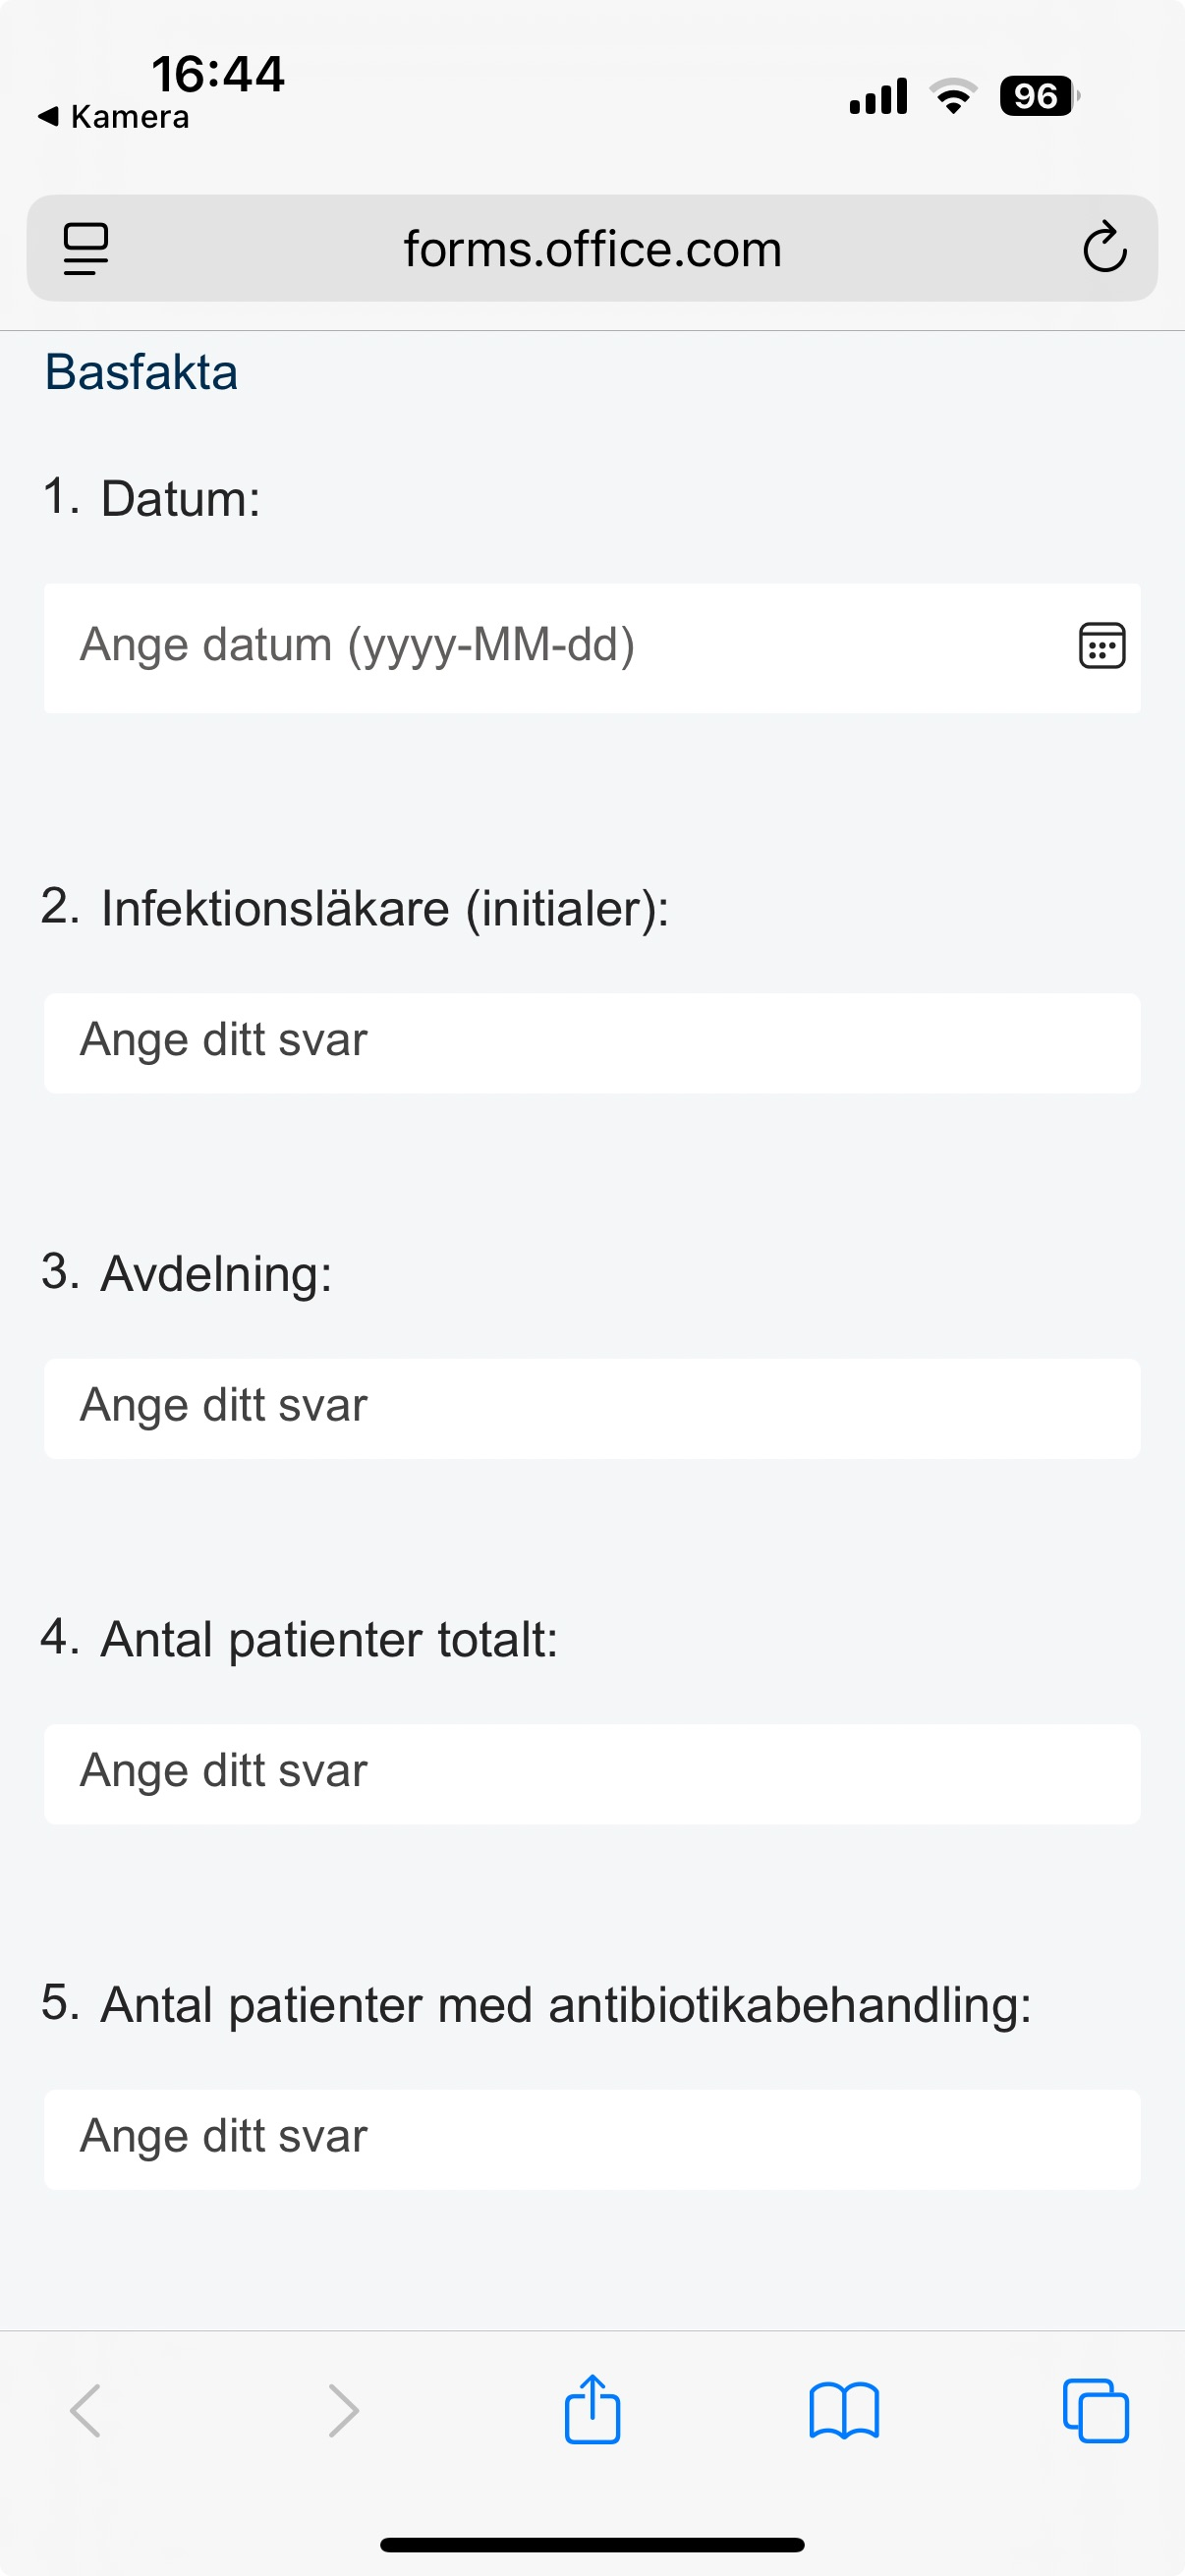 16:44
◀ Kamera
96
forms.office.com
Basfakta
1. Datum:
Ange datum (yyyy-MM-dd)
2. Infektionsläkare (initialer):
Ange ditt svar
3. Avdelning:
Ange ditt svar
4. Antal patienter totalt:
Ange ditt svar
5. Antal patienter med antibiotikabehandling:
Ange ditt svar